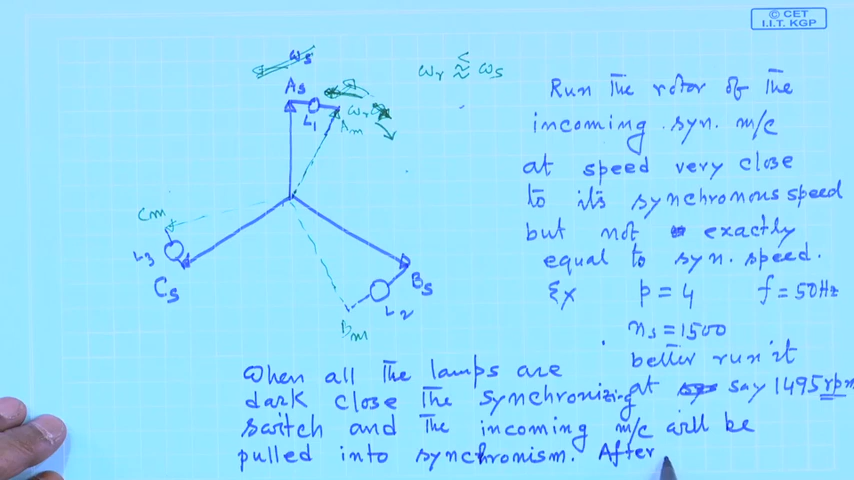 © CET
I.I.T. KGP
ωs
As
L1
ωr
Am
ωr ≲≈ ωs
Cm
L3
Cs
Bs
L2
Bm
Run the rotor of the
incoming syn. m/c
at speed very close
to its synchronous speed
but not exactly
equal to syn. speed.
Ex p = 4 f = 50Hz
ns = 1500
better run it
at say 1495 rpm
When all the lamps are
dark close the synchronizing
switch and the incoming m/c will be
pulled into synchronism. After